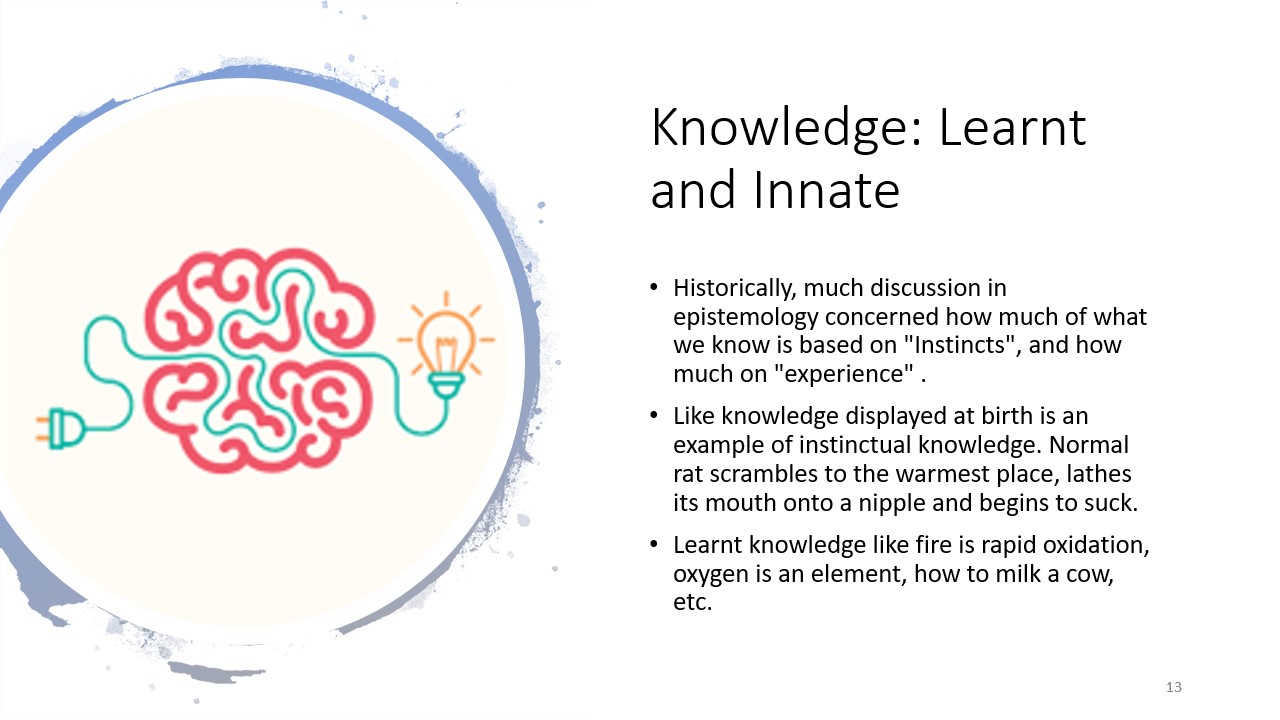 Knowledge: Learnt
and Innate
• Historically, much discussion in
epistemology concerned how much of what
we know is based on "Instincts", and how
much on "experience" .
• Like knowledge displayed at birth is an
example of instinctual knowledge. Normal
rat scrambles to the warmest place, lathes
its mouth onto a nipple and begins to suck.
• Learnt knowledge like fire is rapid oxidation,
oxygen is an element, how to milk a cow,
etc.
13